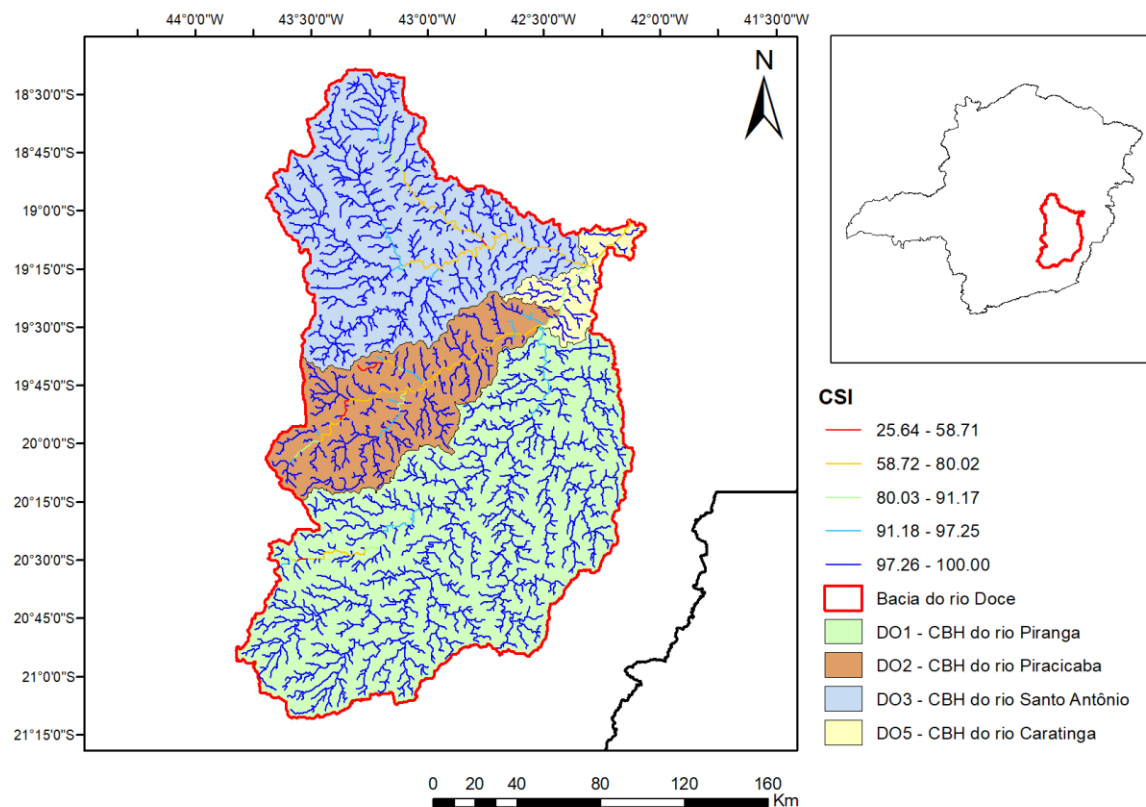 44°0'0"W 43°30'0"W 43°0'0"W 42°30'0"W 42°0'0"W 41°30'0"W
N
18°30'0"S
18°45'0"S
19°00'0"S
19°15'0"S
19°30'0"S
19°45'0"S
20°00'0"S
20°15'0"S
20°30'0"S
20°45'0"S
21°00'0"S
21°15'0"S
CSI
25.64 - 58.71
58.72 - 80.02
80.03 - 91.17
91.18 - 97.25
97.26 - 100.00
Bacia do rio Doce
DO1 - CBH do rio Piranga
DO2 - CBH do rio Piracicaba
DO3 - CBH do rio Santo Antônio
DO5 - CBH do rio Caratinga
0 20 40 80 120 160
Km